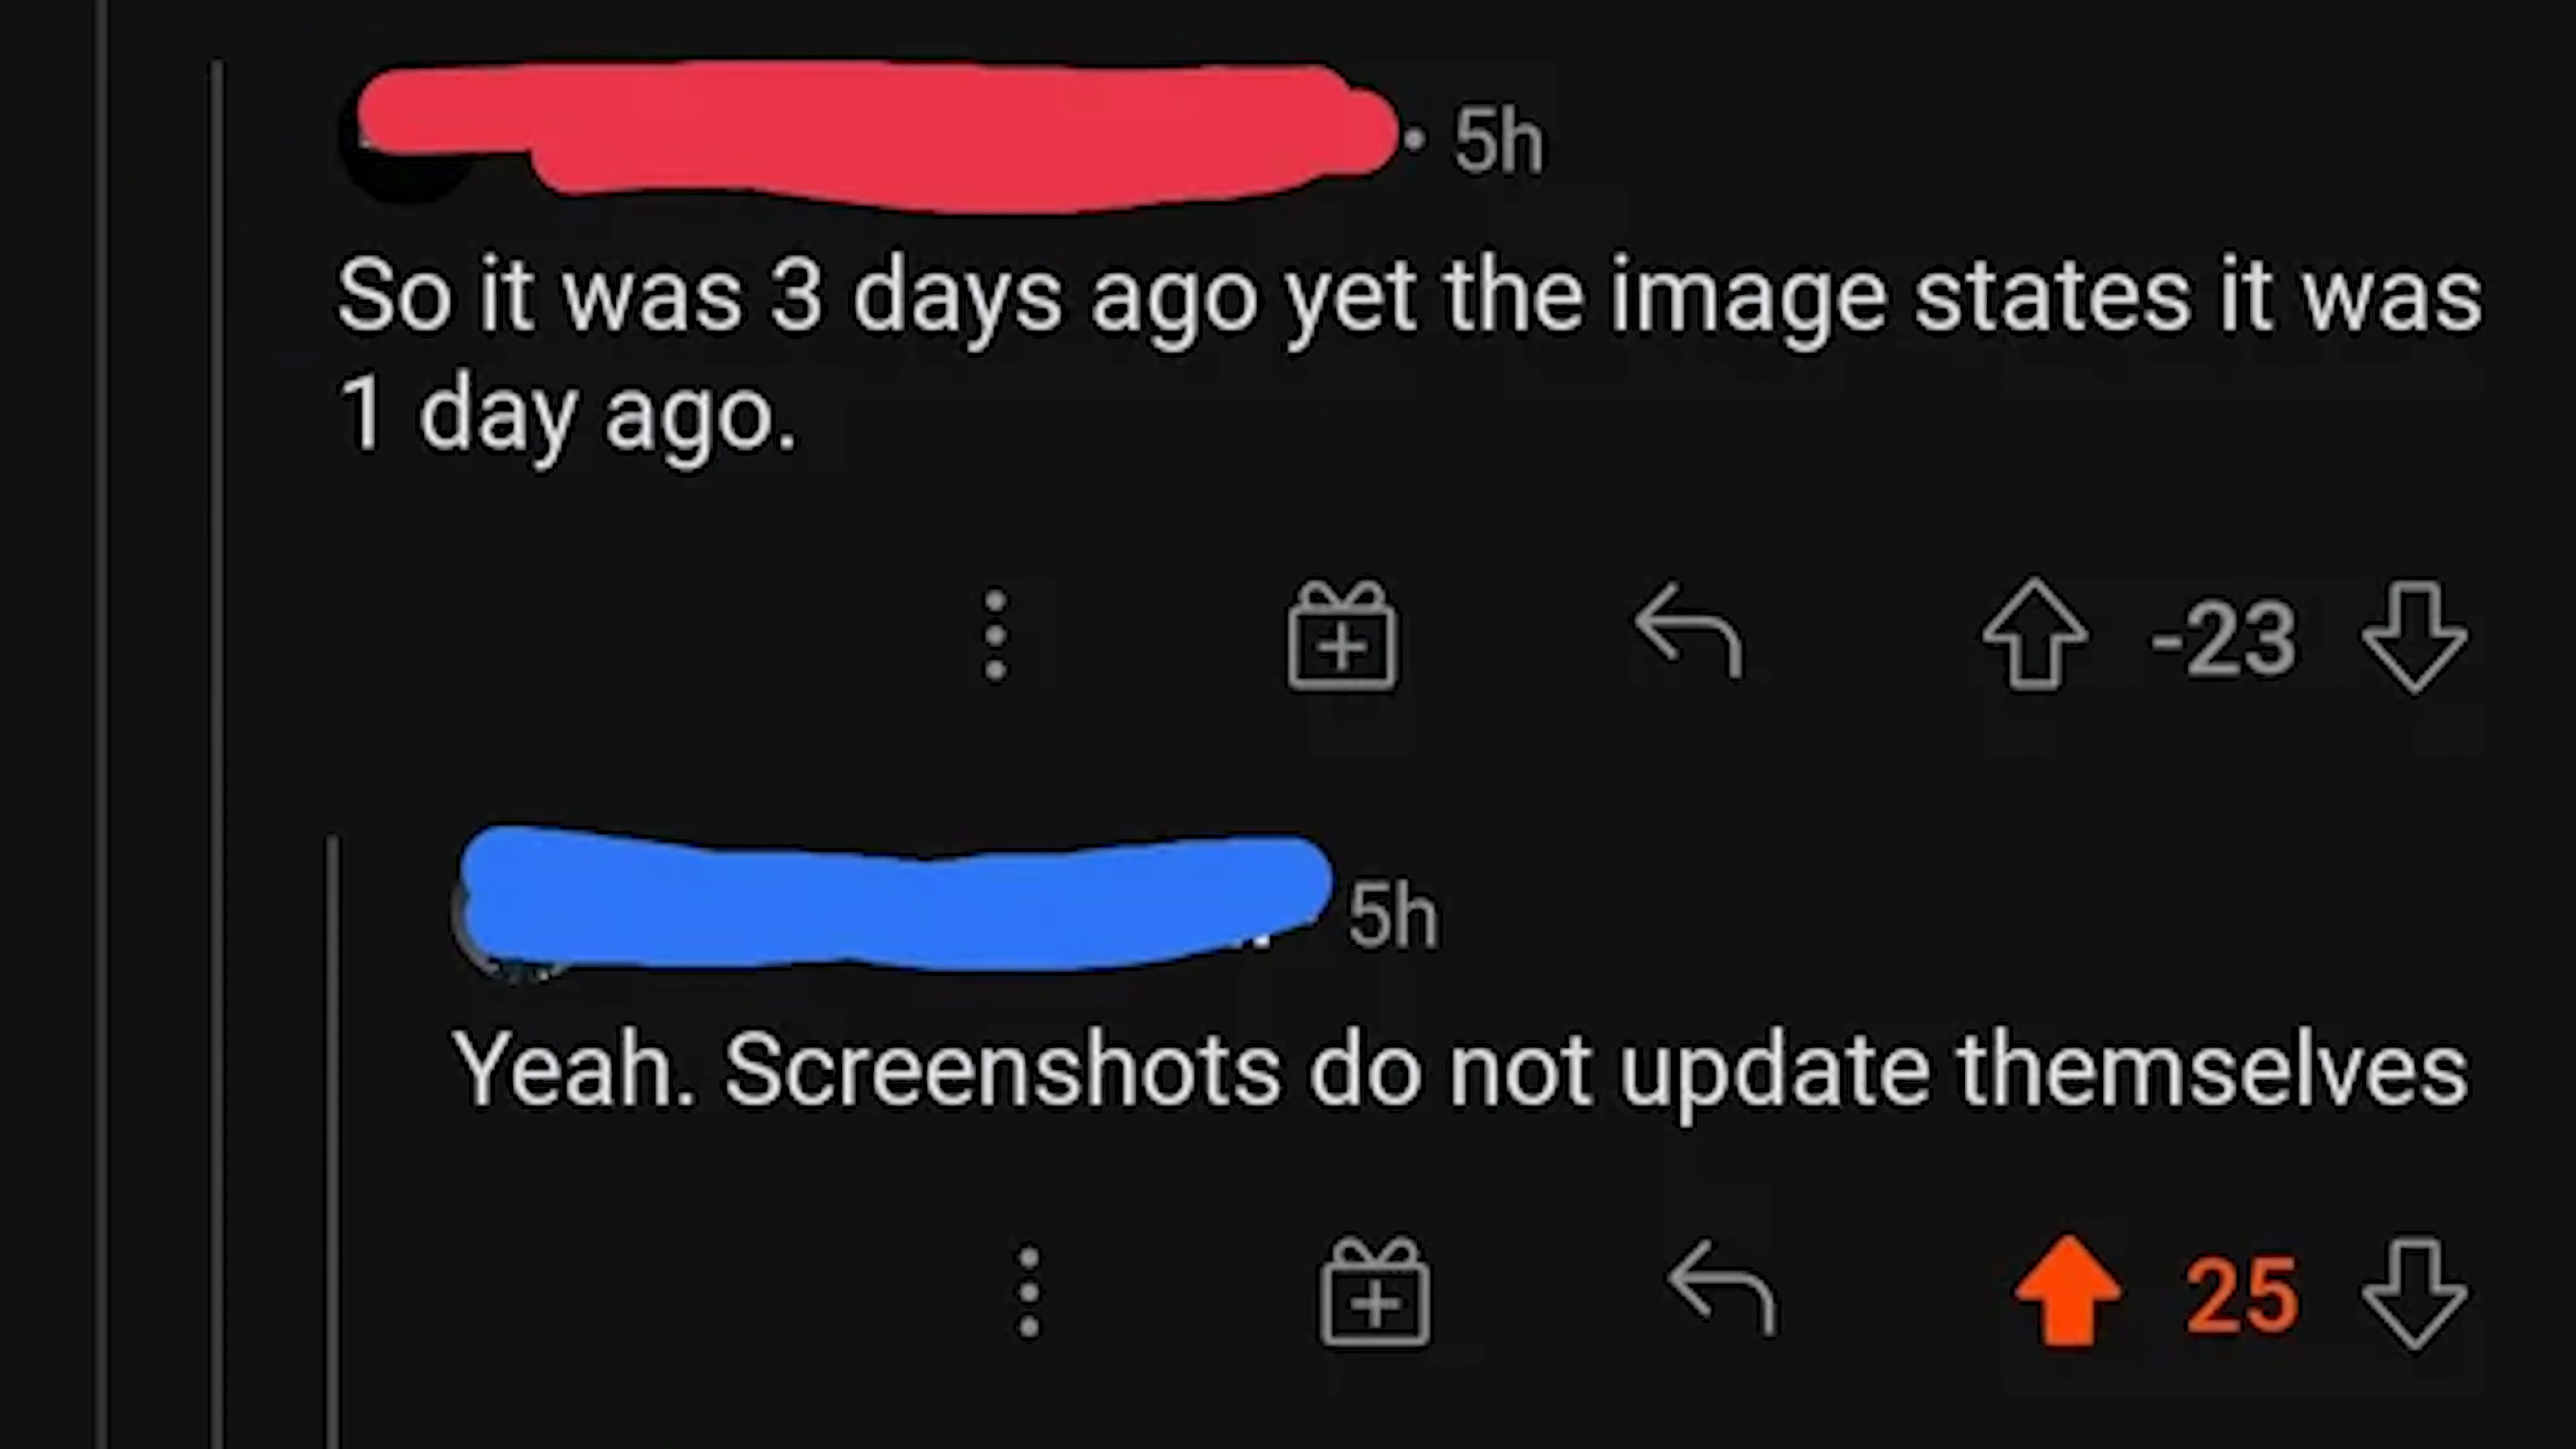 • 5h
So it was 3 days ago yet the image states it was
1 day ago.
-23
5h
Yeah. Screenshots do not update themselves
25